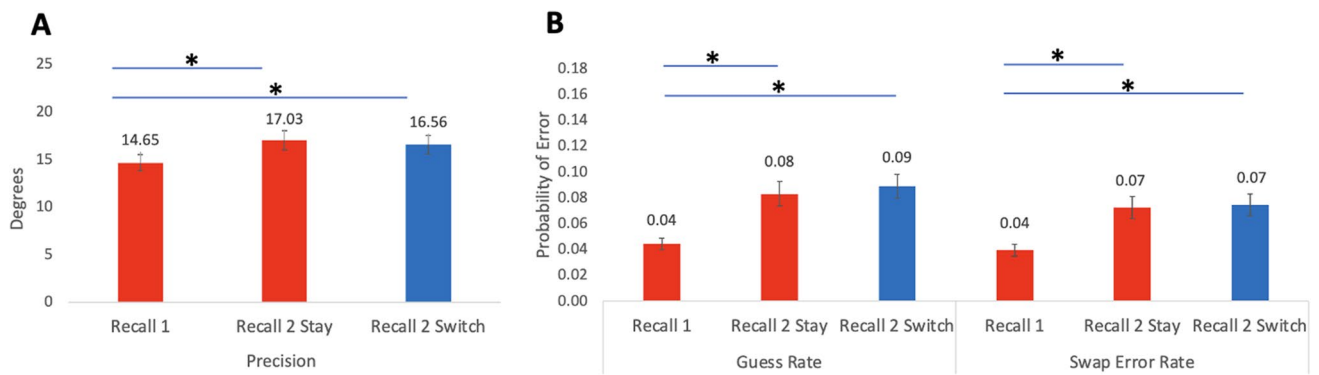 A
25
20
15
10
5
0
Degrees
*
*
14.65
17.03
16.56
Recall 1
Recall 2 Stay
Recall 2 Switch
Precision
B
0.18
0.16
0.14
0.12
0.10
0.08
0.06
0.04
0.02
0.00
Probability of Error
*
*
0.04
0.08
0.09
*
*
0.04
0.07
0.07
Recall 1
Recall 2 Stay
Recall 2 Switch
Recall 1
Recall 2 Stay
Recall 2 Switch
Guess Rate
Swap Error Rate